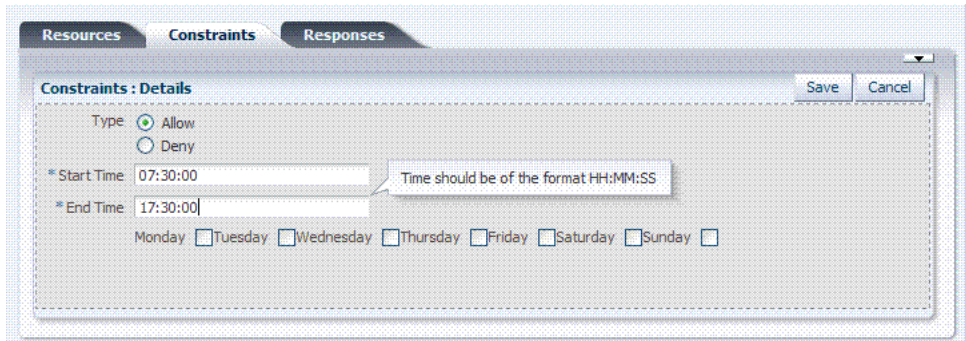 Resources Constraints Responses
Constraints : Details Save Cancel
Type Allow
Deny
* Start Time 07:30:00 Time should be of the format HH:MM:SS
* End Time 17:30:00
Monday Tuesday Wednesday Thursday Friday Saturday Sunday